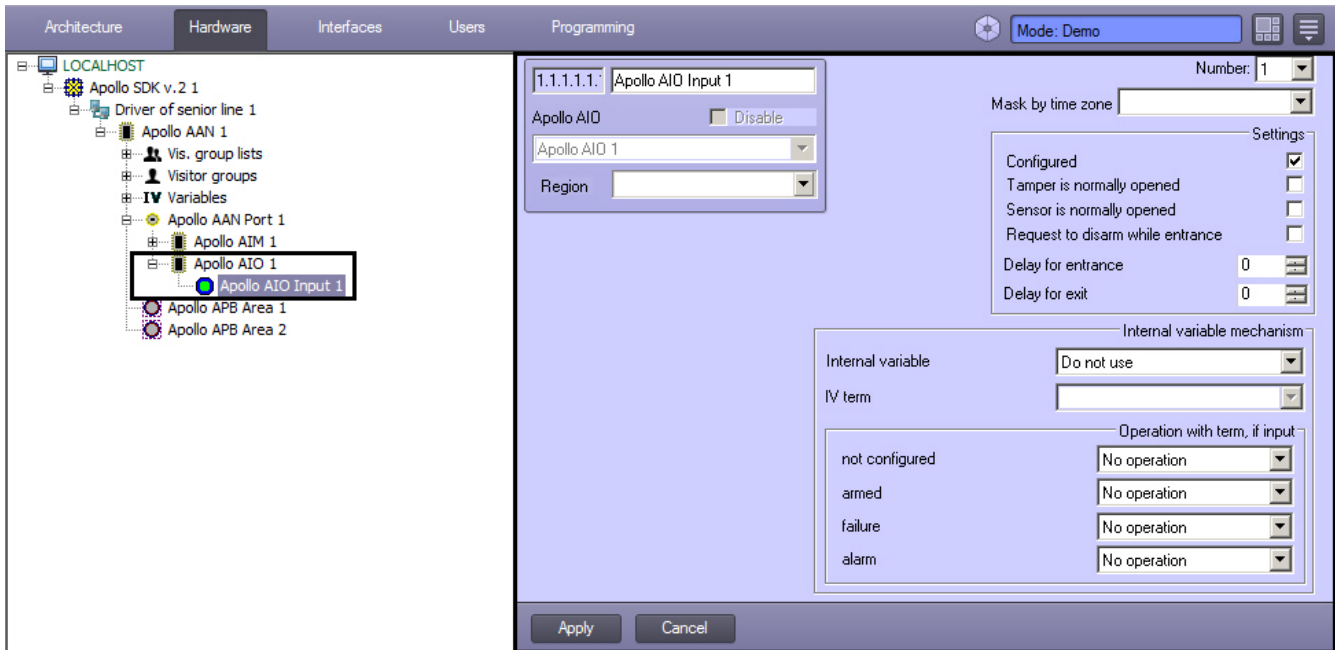 Architecture Hardware Interfaces Users Programming Mode: Demo
LOCALHOST
Apollo SDK v.2 1
Driver of senior line 1
Apollo AAN 1
Vis. group lists
Visitor groups
IV Variables
Apollo AAN Port 1
Apollo AIM 1
Apollo AIO 1
Apollo AIO Input 1
Apollo APB Area 1
Apollo APB Area 2
1.1.1.1.1. Apollo AIO Input 1
Apollo AIO Disable
Apollo AIO 1
Region
Number: 1
Mask by time zone
Settings
Configured
Tamper is normally opened
Sensor is normally opened
Request to disarm while entrance
Delay for entrance 0
Delay for exit 0
Internal variable mechanism
Internal variable Do not use
IV term
Operation with term, if input
not configured No operation
armed No operation
failure No operation
alarm No operation
Apply Cancel